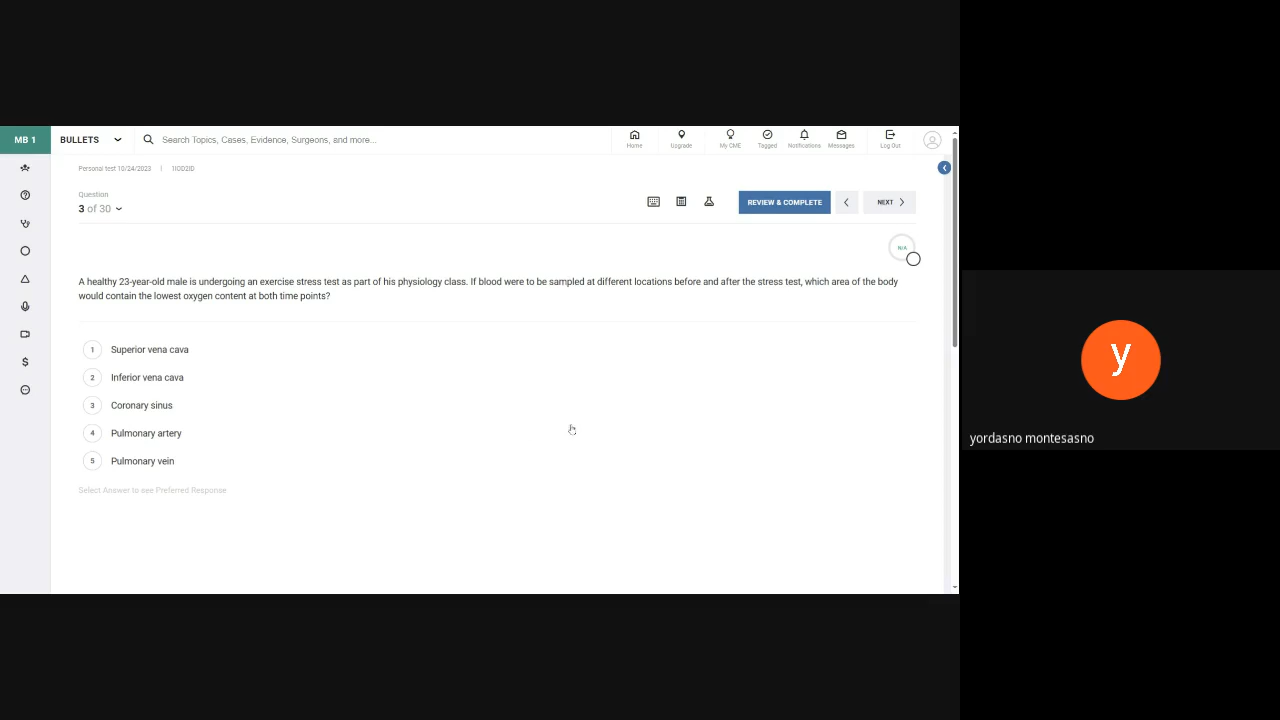 MB 1
BULLETS
Search Topics, Cases, Evidence, Surgeons, and more...
Home
Upgrade
My CME
Tagged
Notifications
Messages
Log Out
Personal test 10/24/2023 |
Question
3 of 30
REVIEW & COMPLETE
NEXT
N/A
A healthy 23-year-old male is undergoing an exercise stress test as part of his physiology class. If blood were to be sampled at different locations before and after the stress test, which area of the body
would contain the lowest oxygen content at both time points?
1 Superior vena cava
2 Inferior vena cava
3 Coronary sinus
4 Pulmonary artery
5 Pulmonary vein
Select Answer to see Preferred Response
y
yordasno montesasno